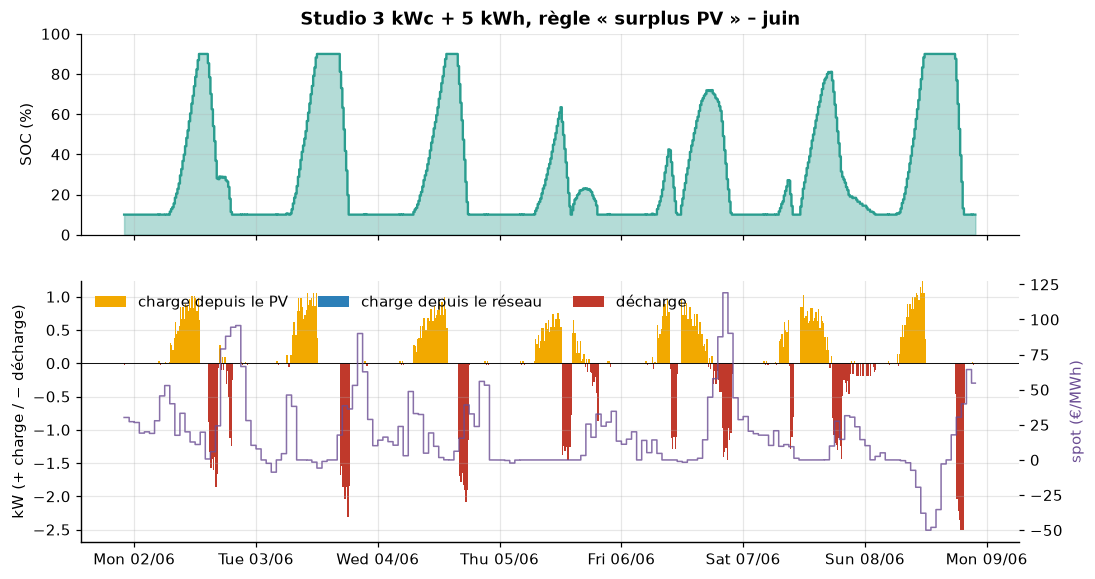 Studio 3 kWc + 5 kWh, règle « surplus PV » – juin
SOC (%)
100
80
60
40
20
0
charge depuis le PV
charge depuis le réseau
décharge
kW (+ charge / − décharge)
1.0
0.5
0.0
−0.5
−1.0
−1.5
−2.0
−2.5
125
100
75
50
25
0
−25
−50
spot (€/MWh)
Mon 02/06
Tue 03/06
Wed 04/06
Thu 05/06
Fri 06/06
Sat 07/06
Sun 08/06
Mon 09/06